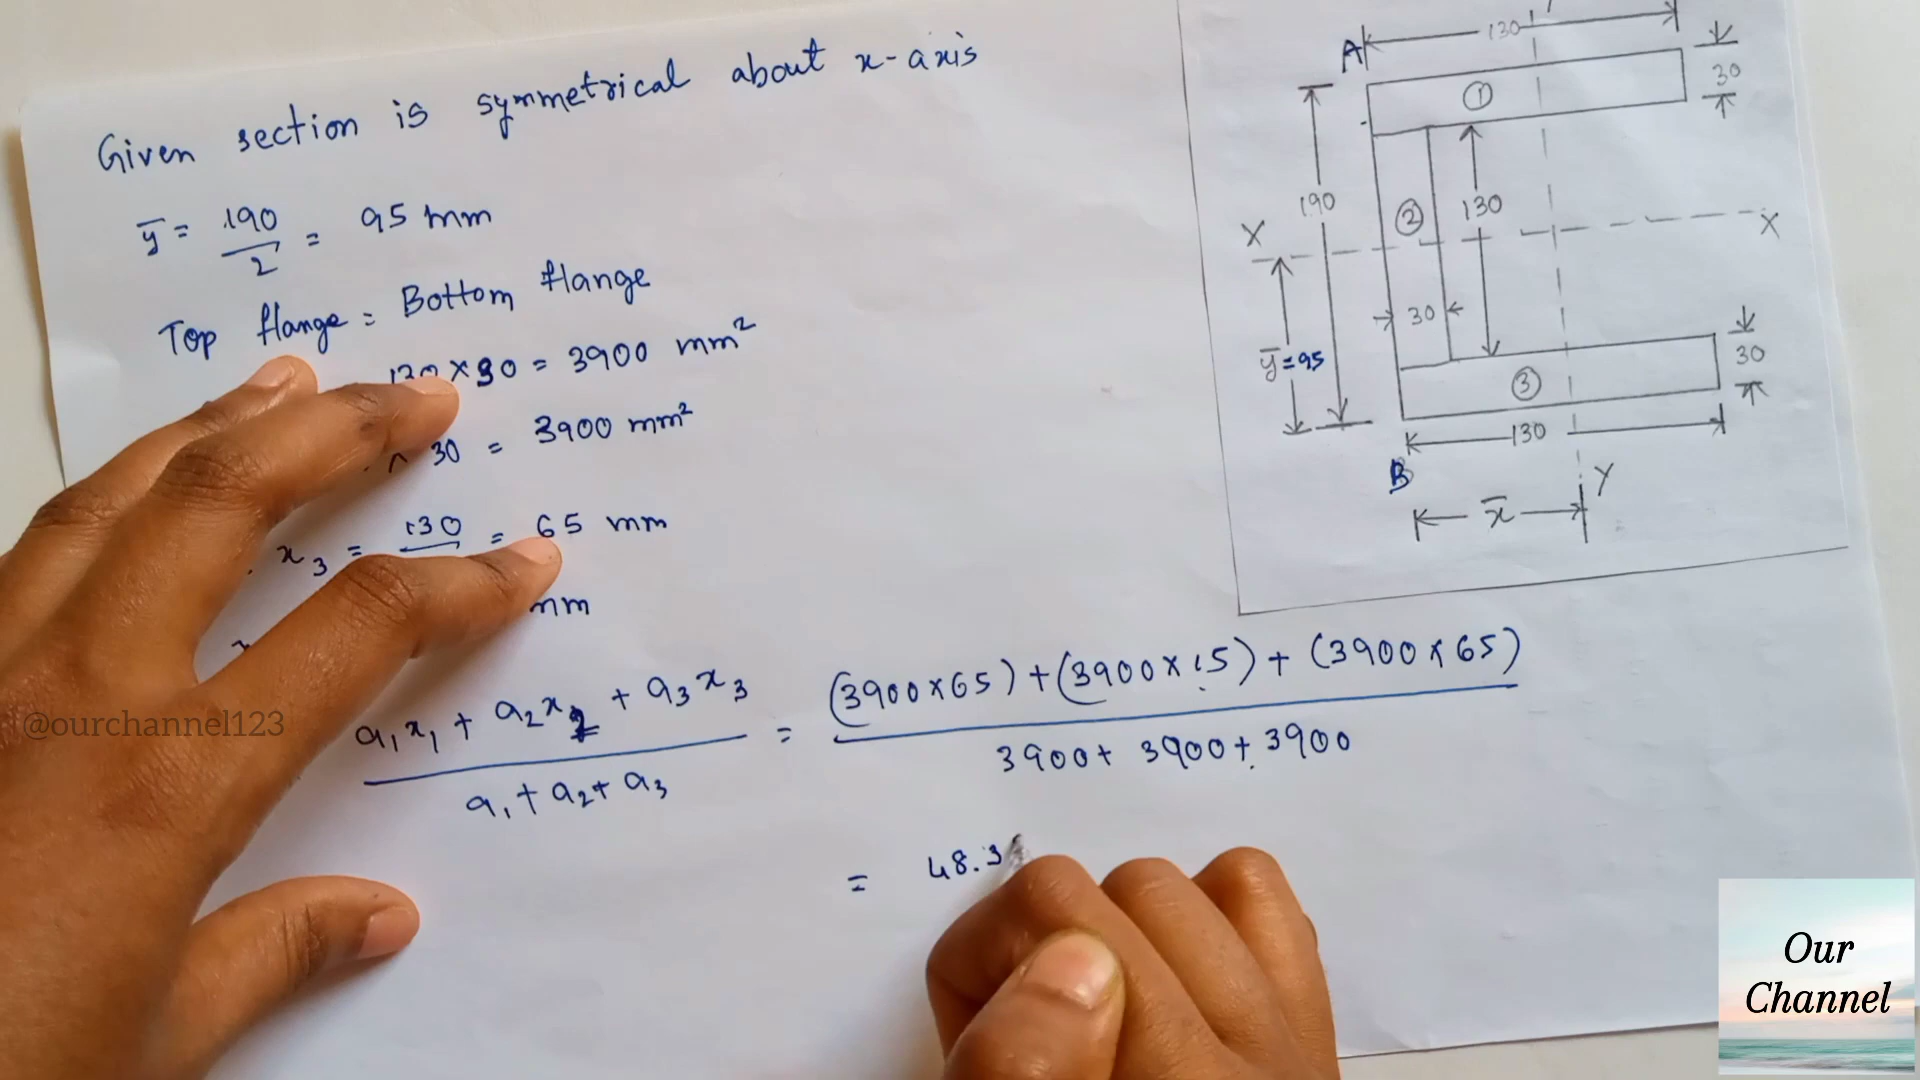 Given section is symmetrical about x-axis
ȳ = 190/2 = 95 mm
Top flange = Bottom flange
130 × 30 = 3900 mm²
30 = 3900 mm²
x₃ = 130 = 65 mm
mm
a₁x₁ + a₂x₂ + a₃x₃ = (3900×65) + (3900×15) + (3900×65)
a₁ + a₂ + a₃ 3900 + 3900 + 3900
= 48.3
A
130
①
30
190
②
130
X
X
30
ȳ = 95
③
30
130
B
x̄
Y
@ourchannel123
Our
Channel